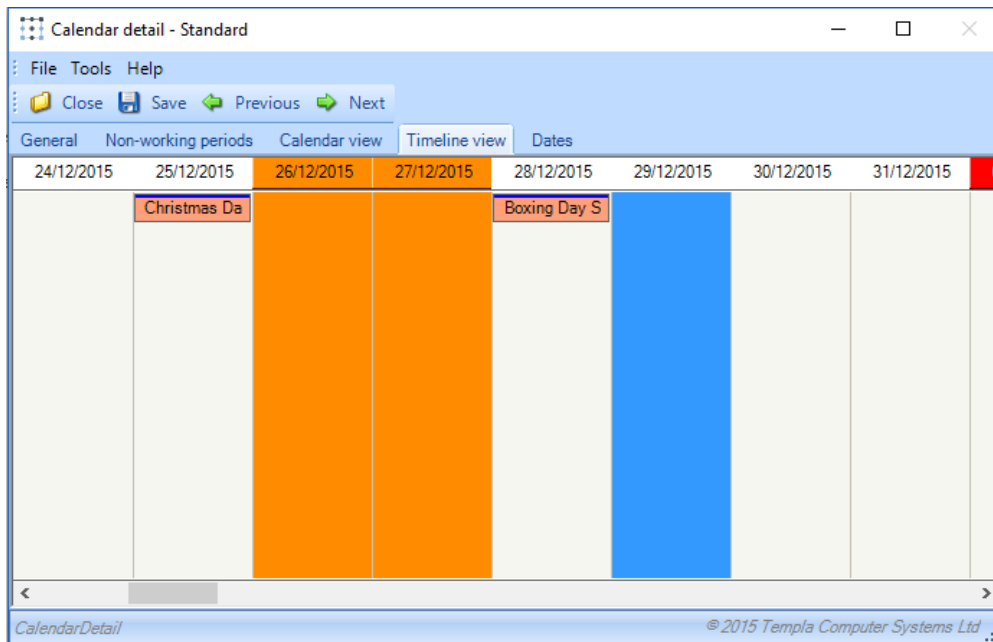 Calendar detail - Standard
File Tools Help
Close Save Previous Next
General Non-working periods Calendar view Timeline view Dates
24/12/2015 25/12/2015 26/12/2015 27/12/2015 28/12/2015 29/12/2015 30/12/2015 31/12/2015
Christmas Da Boxing Day S
CalendarDetail © 2015 Templa Computer Systems Ltd